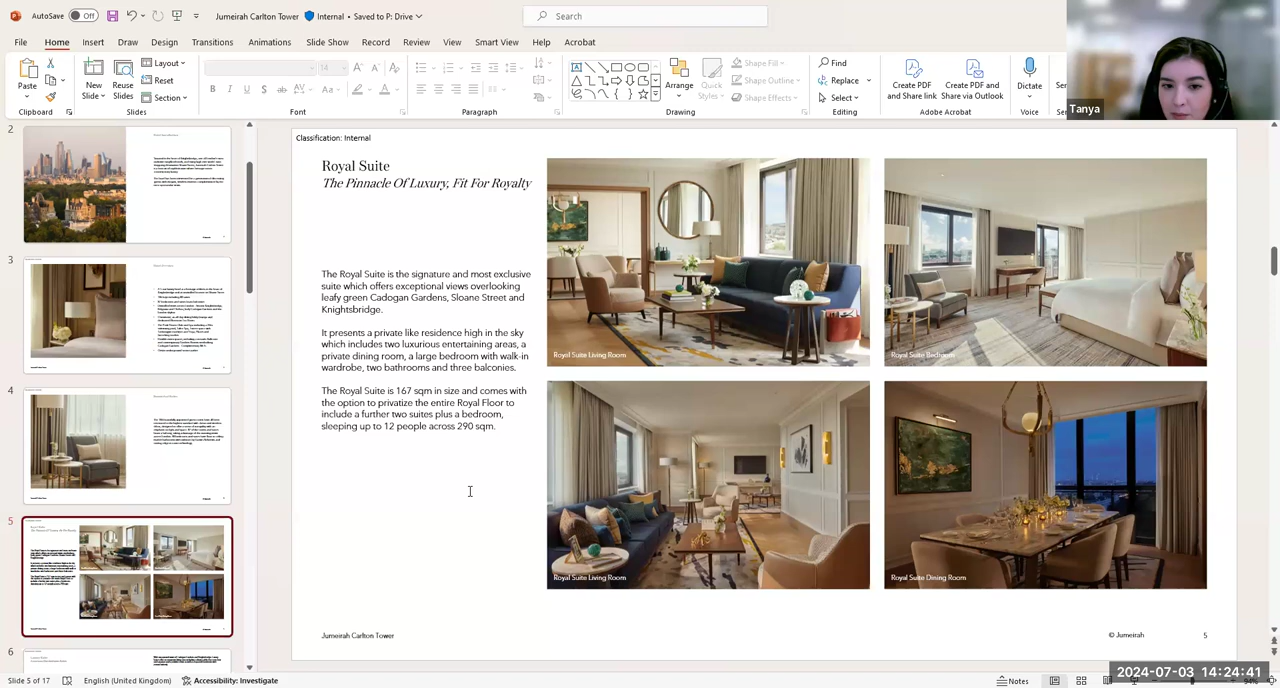 AutoSave
Off
Jumeirah Carlton Tower
Internal • Saved to P: Drive
Search
File
Home
Insert
Draw
Design
Transitions
Animations
Slide Show
Record
Review
View
Smart View
Help
Acrobat
Paste
New
Slide
Reuse
Slides
Layout
Reset
Section
Clipboard
Slides
Font
Paragraph
Arrange
Quick
Styles
Shape Fill
Shape Outline
Shape Effects
Drawing
Find
Replace
Select
Editing
Create PDF
and Share link
Create PDF and
Share via Outlook
Adobe Acrobat
Dictate
Voice
Tanya
2
3
4
5
6
Classification: Internal
Royal Suite
The Pinnacle Of Luxury, Fit For Royalty
The Royal Suite is the signature and most exclusive
suite which offers exceptional views overlooking
leafy green Cadogan Gardens, Sloane Street and
Knightsbridge.
It presents a private like residence high in the sky
which includes two luxurious entertaining areas, a
private dining room, a large bedroom with walk-in
wardrobe, two bathrooms and three balconies.
The Royal Suite is 167 sqm in size and comes with
the option to privatize the entire Royal Floor to
include a further two suites plus a bedroom,
sleeping up to 12 people across 290 sqm.
Royal Suite Living Room
Royal Suite Bedroom
Royal Suite Living Room
Royal Suite Dining Room
Jumeirah Carlton Tower
© Jumeirah
5
Slide 5 of 17
English (United Kingdom)
Accessibility: Investigate
Notes
2024-07-03 14:24:41